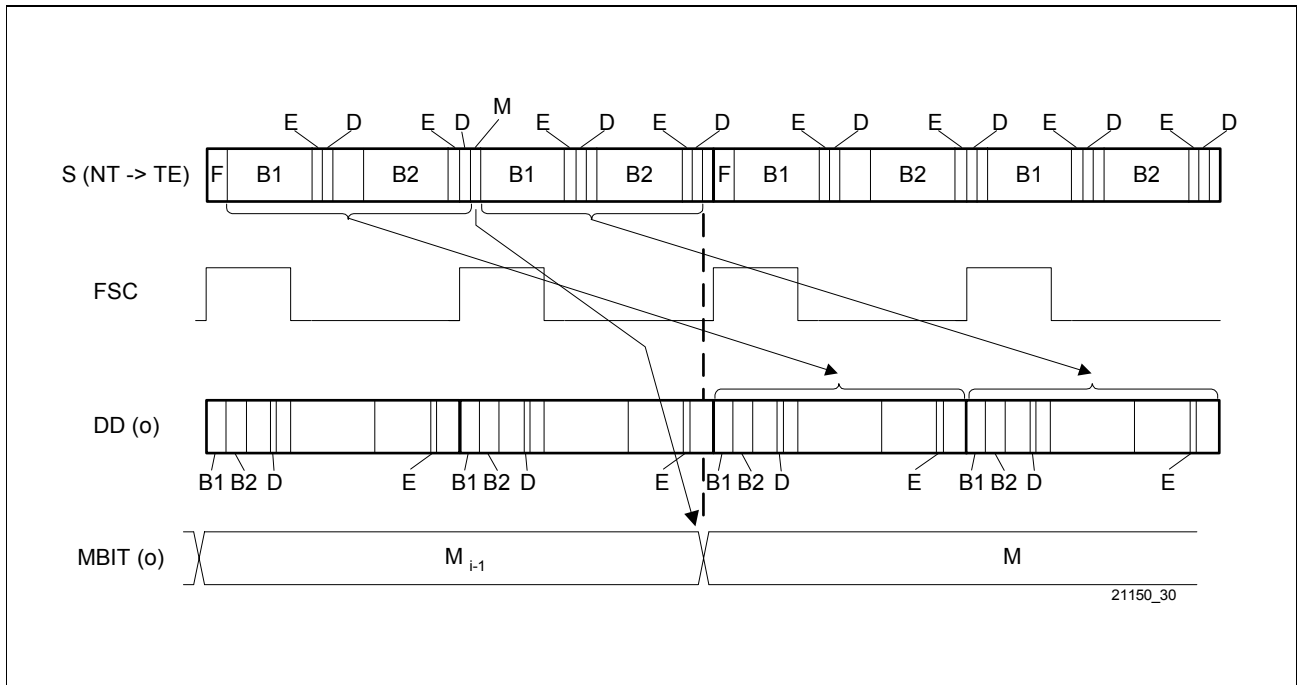 E D E D M E D E D E D E D E D E D
S (NT -> TE) F B1 B2 B1 B2 F B1 B2 B1 B2
FSC
DD (o)
B1 B2 D E B1 B2 D E B1 B2 D E B1 B2 D E
MBIT (o) M i-1 M
21150_30